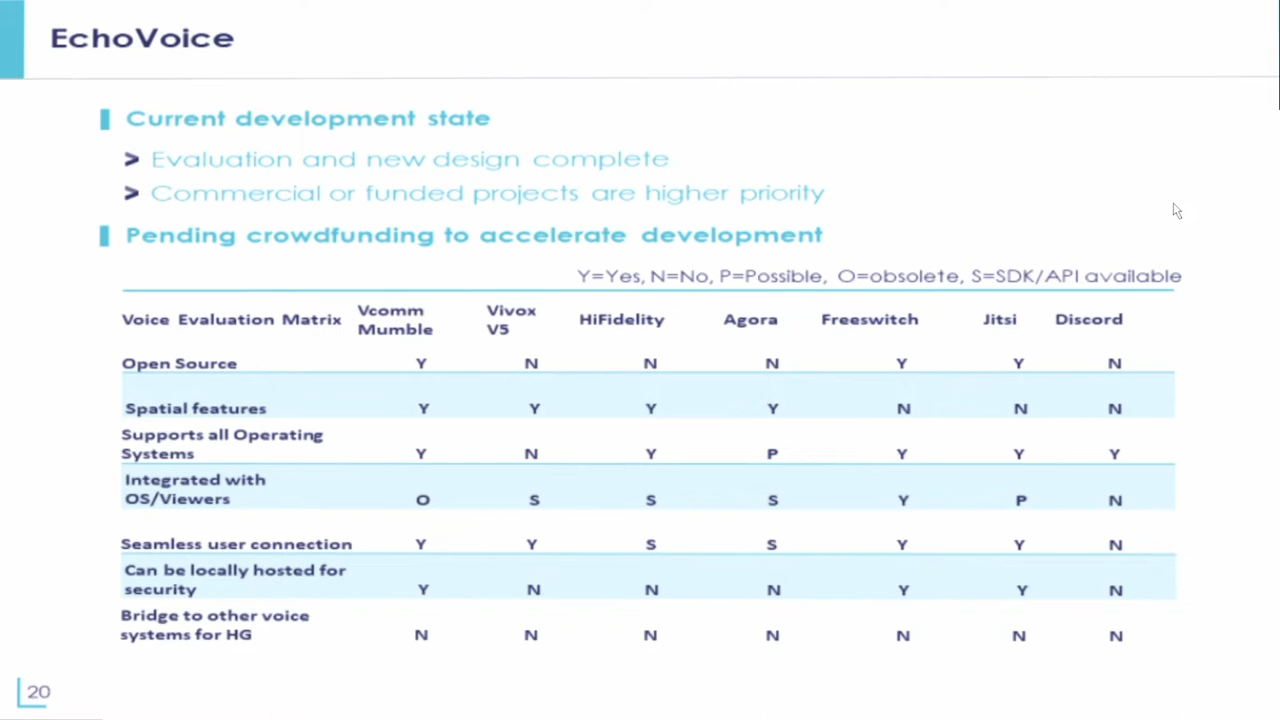 EchoVoice
Current development state
> Evaluation and new design complete
> Commercial or funded projects are higher priority
Pending crowdfunding to accelerate development
Y=Yes, N=No, P=Possible, O=obsolete, S=SDK/API available
Voice Evaluation Matrix Vcomm Mumble Vivox V5 HiFidelity Agora Freeswitch Jitsi Discord
Open Source Y N N N Y Y N
Spatial features Y Y Y Y N N N
Supports all Operating
Systems Y N Y P Y Y Y
Integrated with
OS/Viewers O S S S Y P N
Seamless user connection Y Y S S Y Y N
Can be locally hosted for
security Y N N N Y Y N
Bridge to other voice
systems for HG N N N N N N N
20